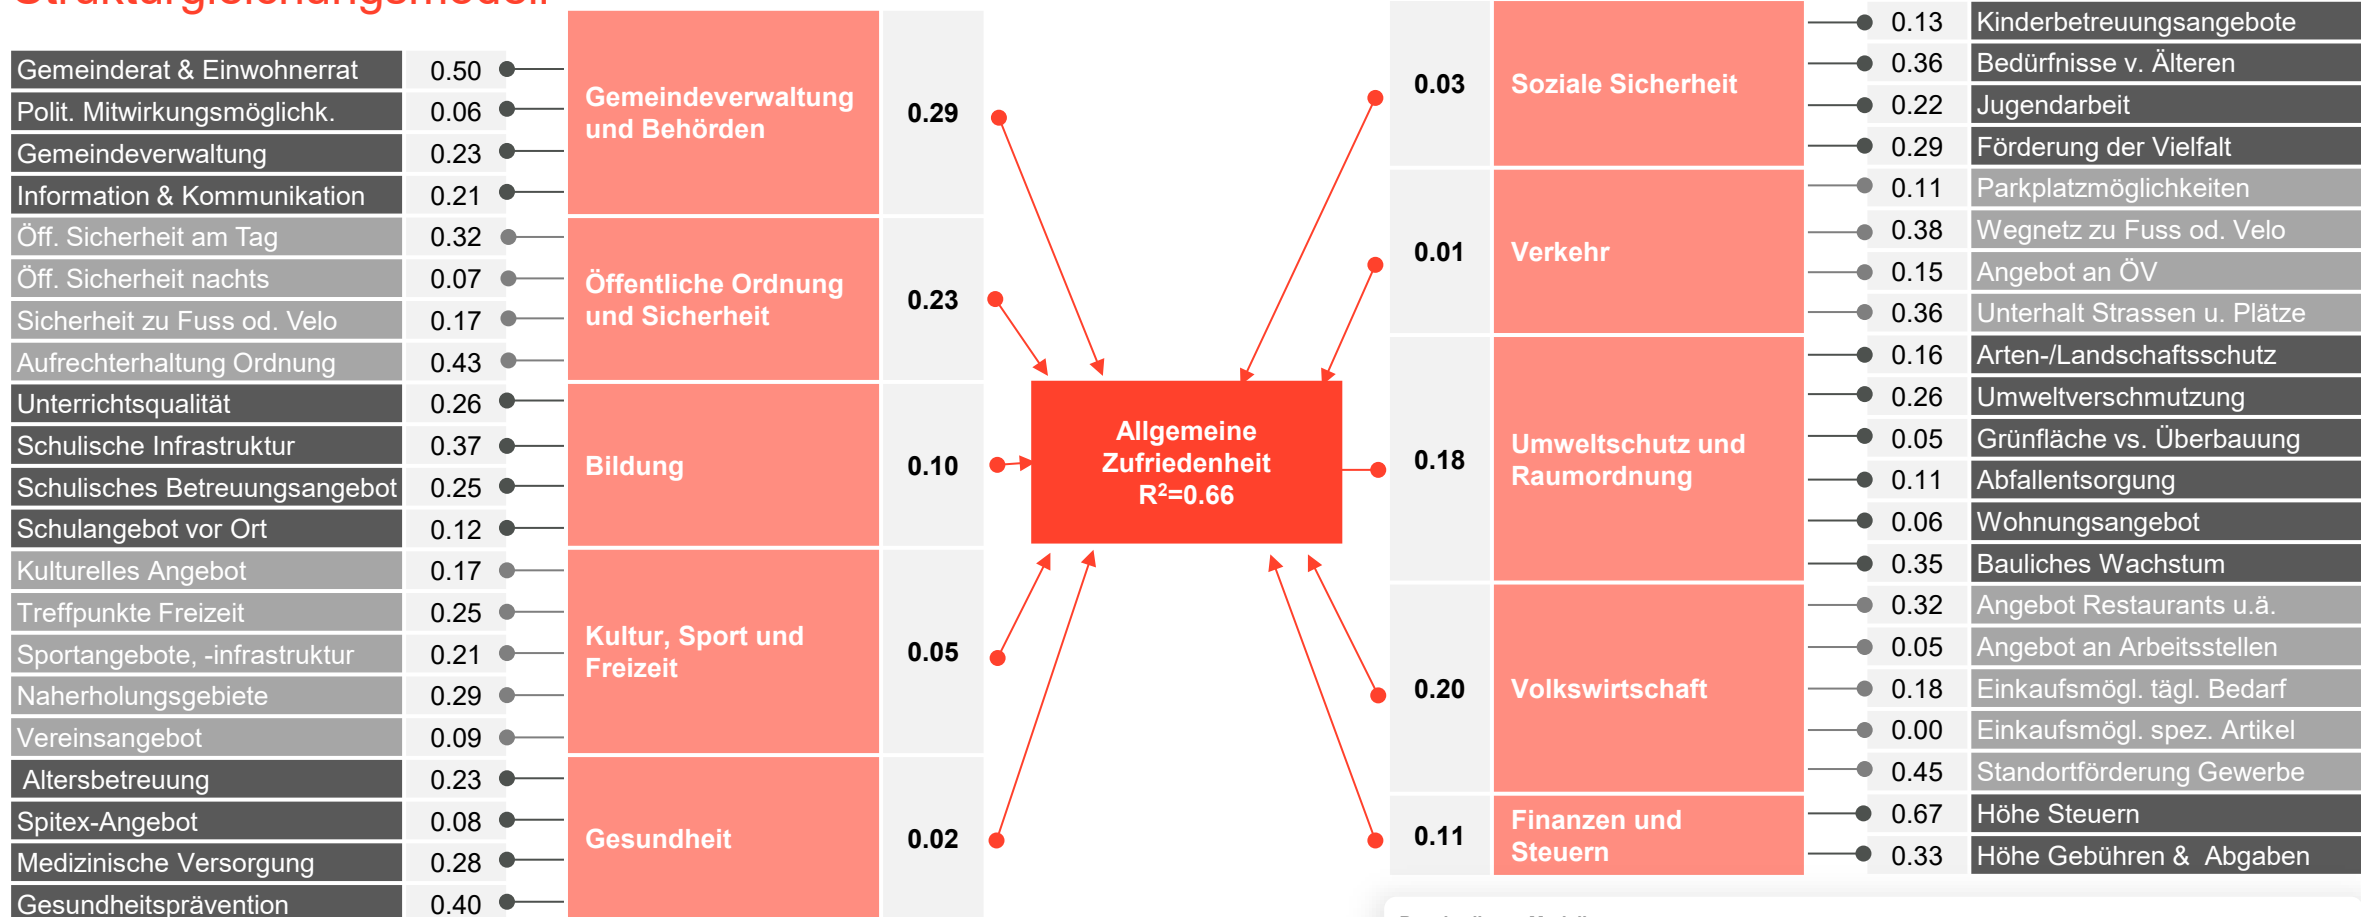 Strukturgleichungsmodell
Gemeinderat & Einwohnerrat 0.50
Polit. Mitwirkungsmöglichk. 0.06
Gemeindeverwaltung 0.23
Information & Kommunikation 0.21
Gemeindeverwaltung
und Behörden
0.29
Öff. Sicherheit am Tag 0.32
Öff. Sicherheit nachts 0.07
Sicherheit zu Fuss od. Velo 0.17
Aufrechterhaltung Ordnung 0.43
Öffentliche Ordnung
und Sicherheit
0.23
Unterrichtsqualität 0.26
Schulische Infrastruktur 0.37
Schulisches Betreuungsangebot 0.25
Schulangebot vor Ort 0.12
Bildung
0.10
Kulturelles Angebot 0.17
Treffpunkte Freizeit 0.25
Sportangebote, -infrastruktur 0.21
Naherholungsgebiete 0.29
Vereinsangebot 0.09
Kultur, Sport und
Freizeit
0.05
Altersbetreuung 0.23
Spitex-Angebot 0.08
Medizinische Versorgung 0.28
Gesundheitsprävention 0.40
Gesundheit
0.02
Allgemeine
Zufriedenheit
R²=0.66
0.03
Soziale Sicherheit
0.13 Kinderbetreuungsangebote
0.36 Bedürfnisse v. Älteren
0.22 Jugendarbeit
0.29 Förderung der Vielfalt
0.01
Verkehr
0.11 Parkplatzmöglichkeiten
0.38 Wegnetz zu Fuss od. Velo
0.15 Angebot an ÖV
0.36 Unterhalt Strassen u. Plätze
0.18
Umweltschutz und
Raumordnung
0.16 Arten-/Landschaftsschutz
0.26 Umweltverschmutzung
0.05 Grünfläche vs. Überbauung
0.11 Abfallentsorgung
0.06 Wohnungsangebot
0.35 Bauliches Wachstum
0.20
Volkswirtschaft
0.32 Angebot Restaurants u.ä.
0.05 Angebot an Arbeitsstellen
0.18 Einkaufsmögl. tägl. Bedarf
0.00 Einkaufsmögl. spez. Artikel
0.45 Standortförderung Gewerbe
0.11
Finanzen und
Steuern
0.67 Höhe Steuern
0.33 Höhe Gebühren & Abgaben